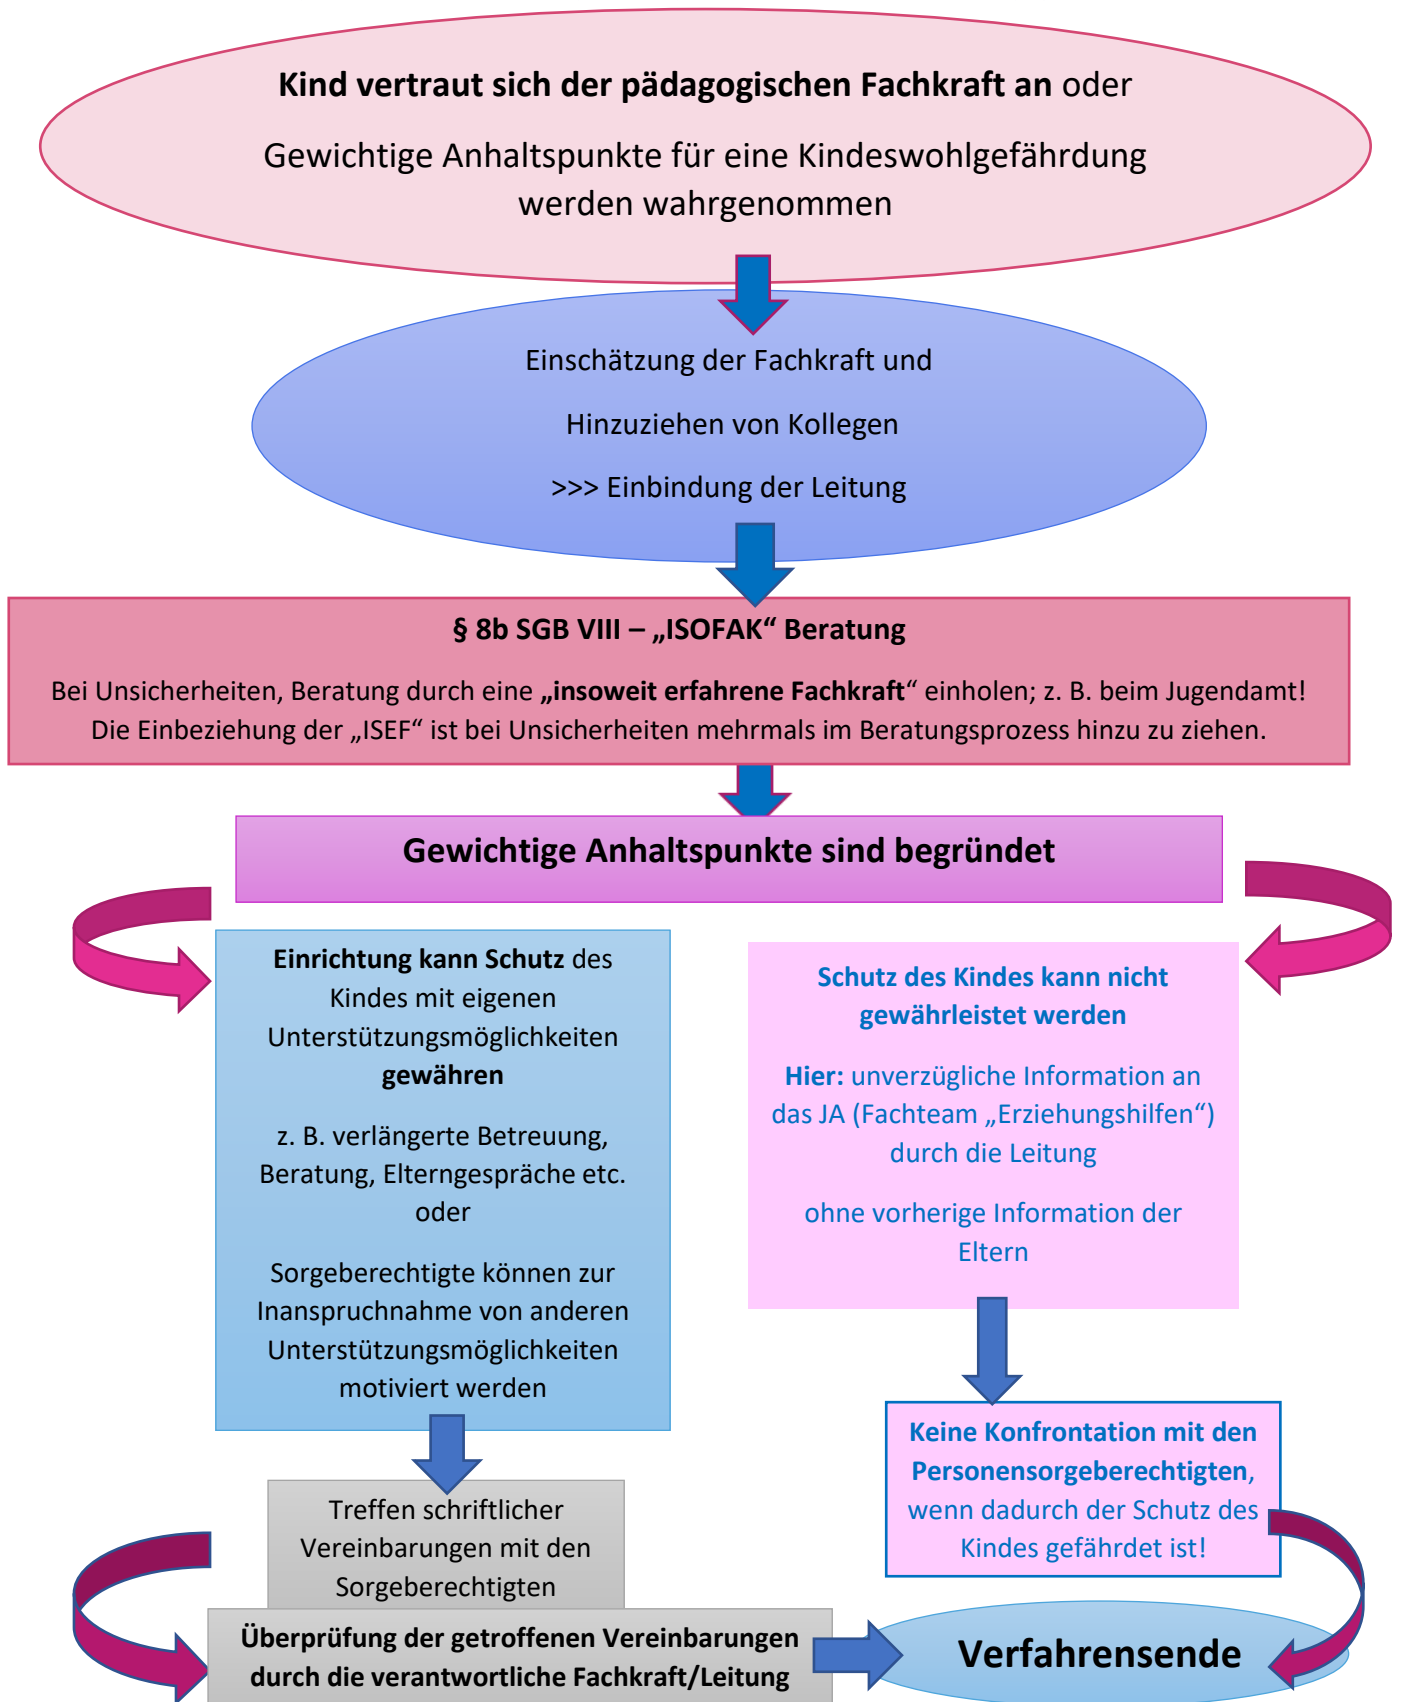 Kind vertraut sich der pädagogischen Fachkraft an oder
Gewichtige Anhaltspunkte für eine Kindeswohlgefährdung
werden wahrgenommen
Einschätzung der Fachkraft und
Hinzuziehen von Kollegen
>>> Einbindung der Leitung
§ 8b SGB VIII – „ISOFAK“ Beratung
Bei Unsicherheiten, Beratung durch eine „insoweit erfahrene Fachkraft“ einholen; z. B. beim Jugendamt!
Die Einbeziehung der „ISEF“ ist bei Unsicherheiten mehrmals im Beratungsprozess hinzu zu ziehen.
Gewichtige Anhaltspunkte sind begründet
Einrichtung kann Schutz des
Kindes mit eigenen
Unterstützungsmöglichkeiten
gewähren
z. B. verlängerte Betreuung,
Beratung, Elterngespräche etc.
oder
Sorgeberechtigte können zur
Inanspruchnahme von anderen
Unterstützungsmöglichkeiten
motiviert werden
Schutz des Kindes kann nicht
gewährleistet werden
Hier: unverzügliche Information an
das JA (Fachteam „Erziehungshilfen“)
durch die Leitung
ohne vorherige Information der
Eltern
Keine Konfrontation mit den
Personensorgeberechtigten,
wenn dadurch der Schutz des
Kindes gefährdet ist!
Treffen schriftlicher
Vereinbarungen mit den
Sorgeberechtigten
Überprüfung der getroffenen Vereinbarungen
durch die verantwortliche Fachkraft/Leitung
Verfahrensende